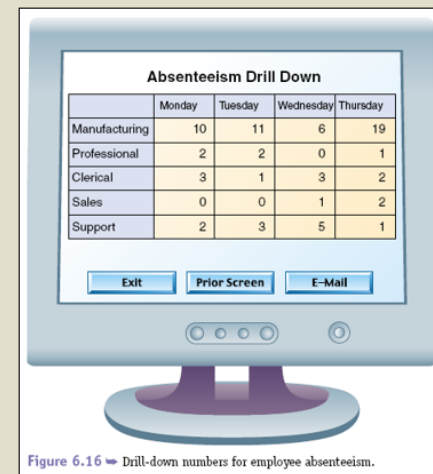 Absenteeism Drill Down
Monday Tuesday Wednesday Thursday
Manufacturing 10 11 6 19
Professional 2 2 0 1
Clerical 3 1 3 2
Sales 0 0 1 2
Support 2 3 5 1
Exit Prior Screen E-Mail
Figure 6.16 ➥ Drill-down numbers for employee absenteeism.